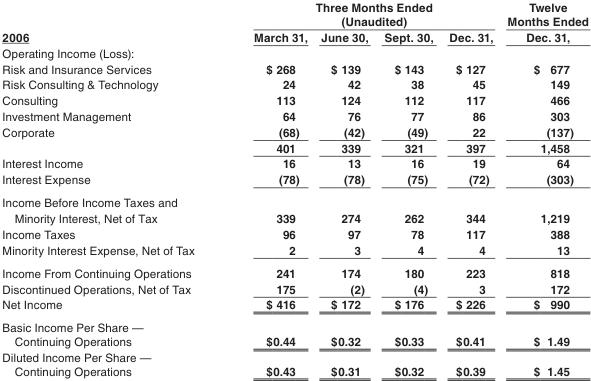 Three Months Ended Twelve
(Unaudited) Months Ended
2006 March 31, June 30, Sept. 30, Dec. 31, Dec. 31,
Operating Income (Loss):
Risk and Insurance Services $ 268 $ 139 $ 143 $ 127 $ 677
Risk Consulting & Technology 24 42 38 45 149
Consulting 113 124 112 117 466
Investment Management 64 76 77 86 303
Corporate (68) (42) (49) 22 (137)
401 339 321 397 1,458
Interest Income 16 13 16 19 64
Interest Expense (78) (78) (75) (72) (303)
Income Before Income Taxes and
Minority Interest, Net of Tax 339 274 262 344 1,219
Income Taxes 96 97 78 117 388
Minority Interest Expense, Net of Tax 2 3 4 4 13
Income From Continuing Operations 241 174 180 223 818
Discontinued Operations, Net of Tax 175 (2) (4) 3 172
Net Income $ 416 $ 172 $ 176 $ 226 $ 990
Basic Income Per Share —
Continuing Operations $0.44 $0.32 $0.33 $0.41 $ 1.49
Diluted Income Per Share —
Continuing Operations $0.43 $0.31 $0.32 $0.39 $ 1.45